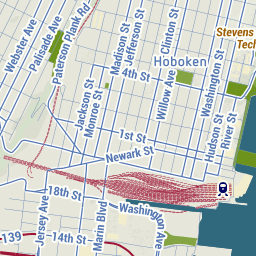 Webster Ave
Palisade Ave
Paterson Plank Rd
Madison St
Jefferson St
Stevens
Tech
Hoboken
4th St
Jackson St
Monroe St
Willow Ave
Clinton St
Washington St
Hudson St
River St
1st St
Newark St
18th St
Washington Ave
Jersey Ave
Marin Blvd
139
14th St